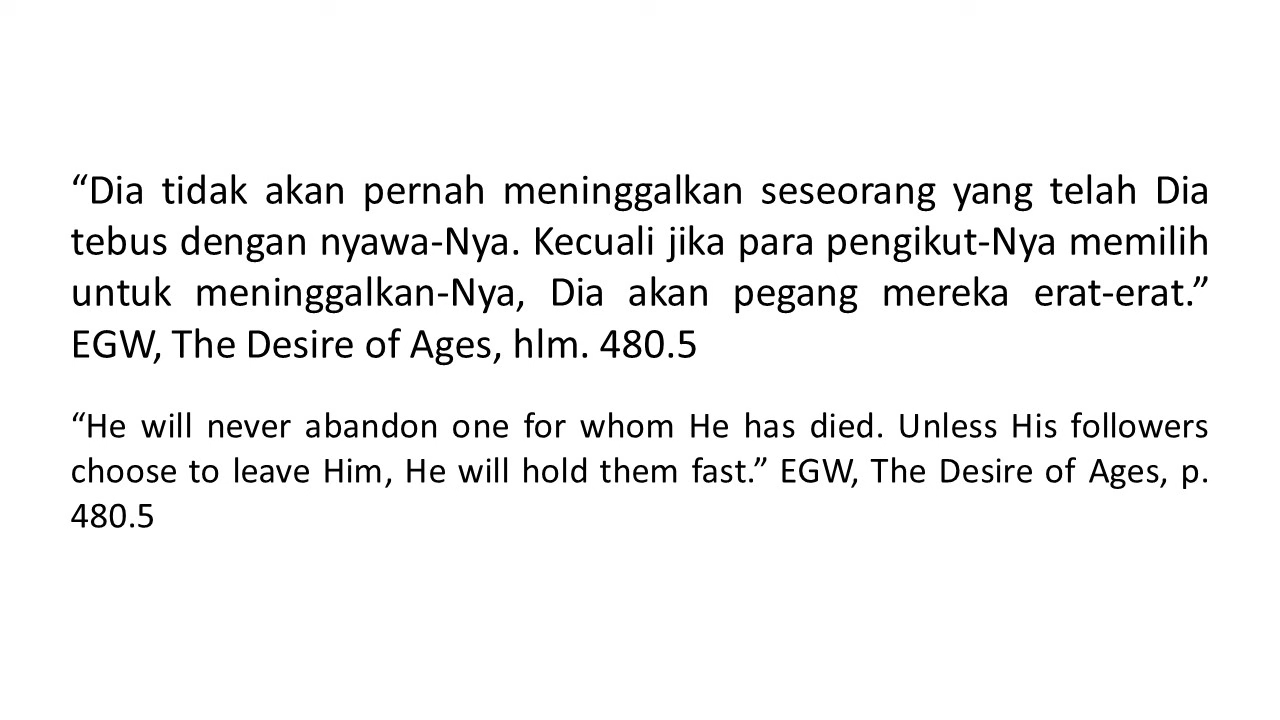 “Dia tidak akan pernah meninggalkan seseorang yang telah Dia
tebus dengan nyawa-Nya. Kecuali jika para pengikut-Nya memilih
untuk meninggalkan-Nya, Dia akan pegang mereka erat-erat.”
EGW, The Desire of Ages, hlm. 480.5
“He will never abandon one for whom He has died. Unless His followers
choose to leave Him, He will hold them fast.” EGW, The Desire of Ages, p.
480.5